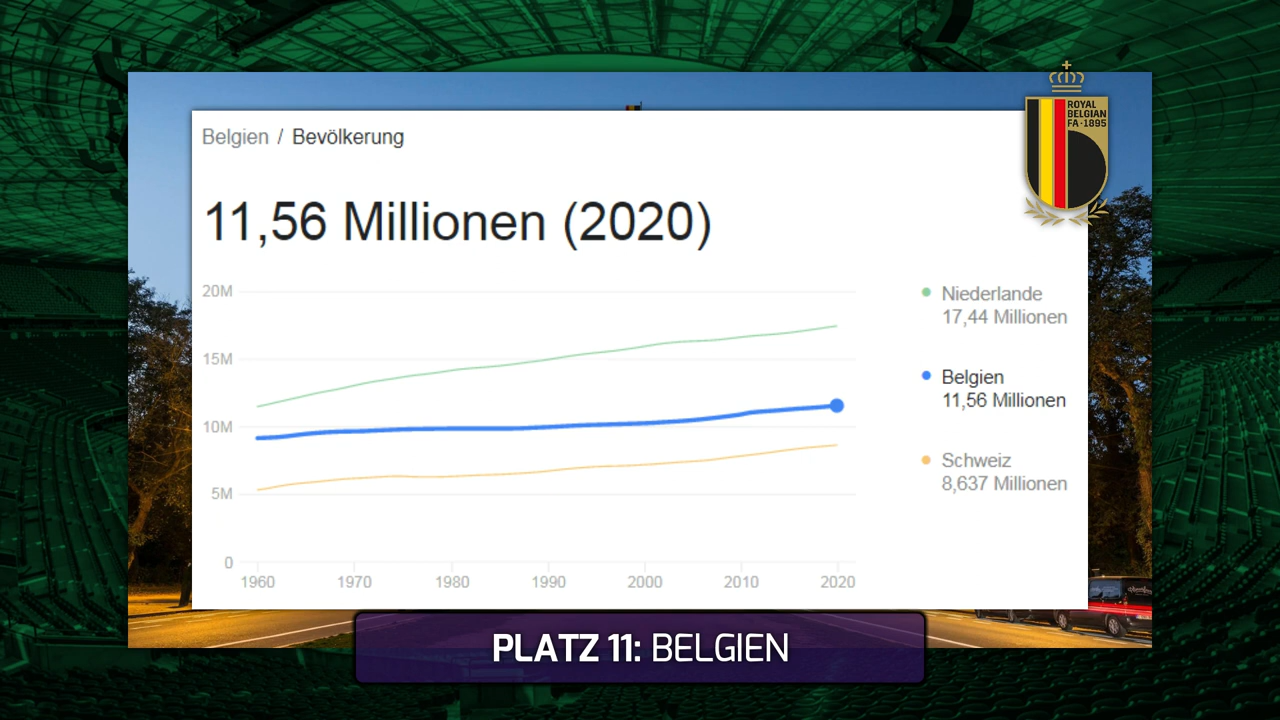 Belgien / Bevölkerung
11,56 Millionen (2020)
ROYAL
BELGIAN
FA·1895
20M
15M
10M
5M
0
1960 1970 1980 1990 2000 2010 2020
Niederlande
17,44 Millionen
Belgien
11,56 Millionen
Schweiz
8,637 Millionen
PLATZ 11: BELGIEN